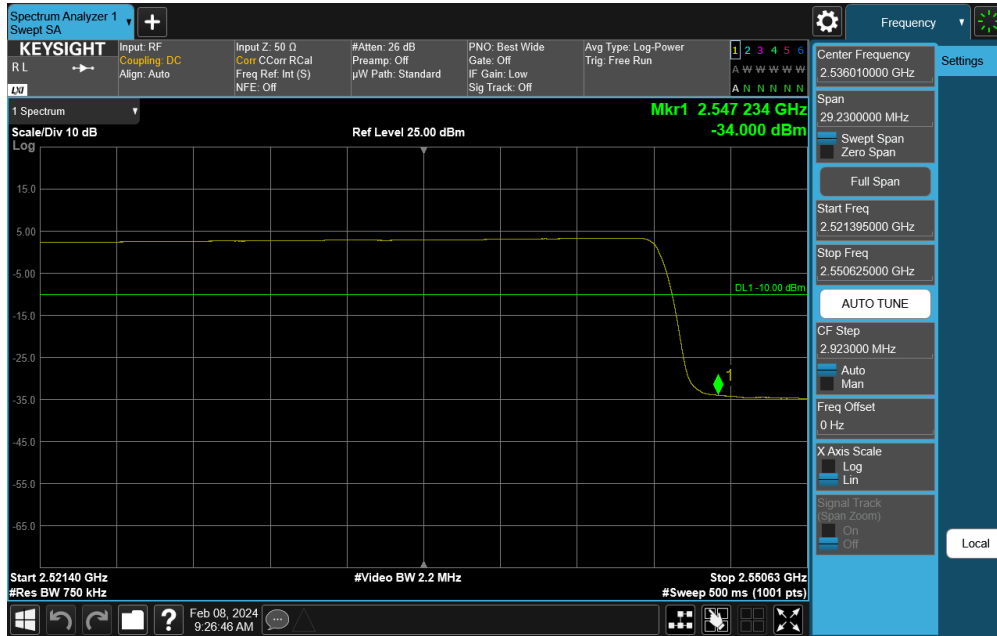 Spectrum Analyzer 1
Swept SA
+
Frequency
KEYSIGHT
R L
LXI
Input: RF
Coupling: DC
Align: Auto
Input Z: 50 Ω
Corr CCorr RCal
Freq Ref: Int (S)
NFE: Off
#Atten: 26 dB
Preamp: Off
µW Path: Standard
PNO: Best Wide
Gate: Off
IF Gain: Low
Sig Track: Off
Avg Type: Log-Power
Trig: Free Run
1 2 3 4 5 6
A W W W W W
A N N N N N
1 Spectrum
Scale/Div 10 dB
Log
Ref Level 25.00 dBm
Mkr1 2.547 234 GHz
-34.000 dBm
15.0
5.00
-5.00
-15.0
-25.0
-35.0
-45.0
-55.0
-65.0
DL1 -10.00 dBm
1
Start 2.52140 GHz
#Res BW 750 kHz
#Video BW 2.2 MHz
Stop 2.55063 GHz
#Sweep 500 ms (1001 pts)
Center Frequency
2.536010000 GHz
Span
29.2300000 MHz
Swept Span
Zero Span
Full Span
Start Freq
2.521395000 GHz
Stop Freq
2.550625000 GHz
AUTO TUNE
CF Step
2.923000 MHz
Auto
Man
Freq Offset
0 Hz
X Axis Scale
Log
Lin
Signal Track
(Span Zoom)
On
Off
Settings
Local
?
Feb 08, 2024
9:26:46 AM